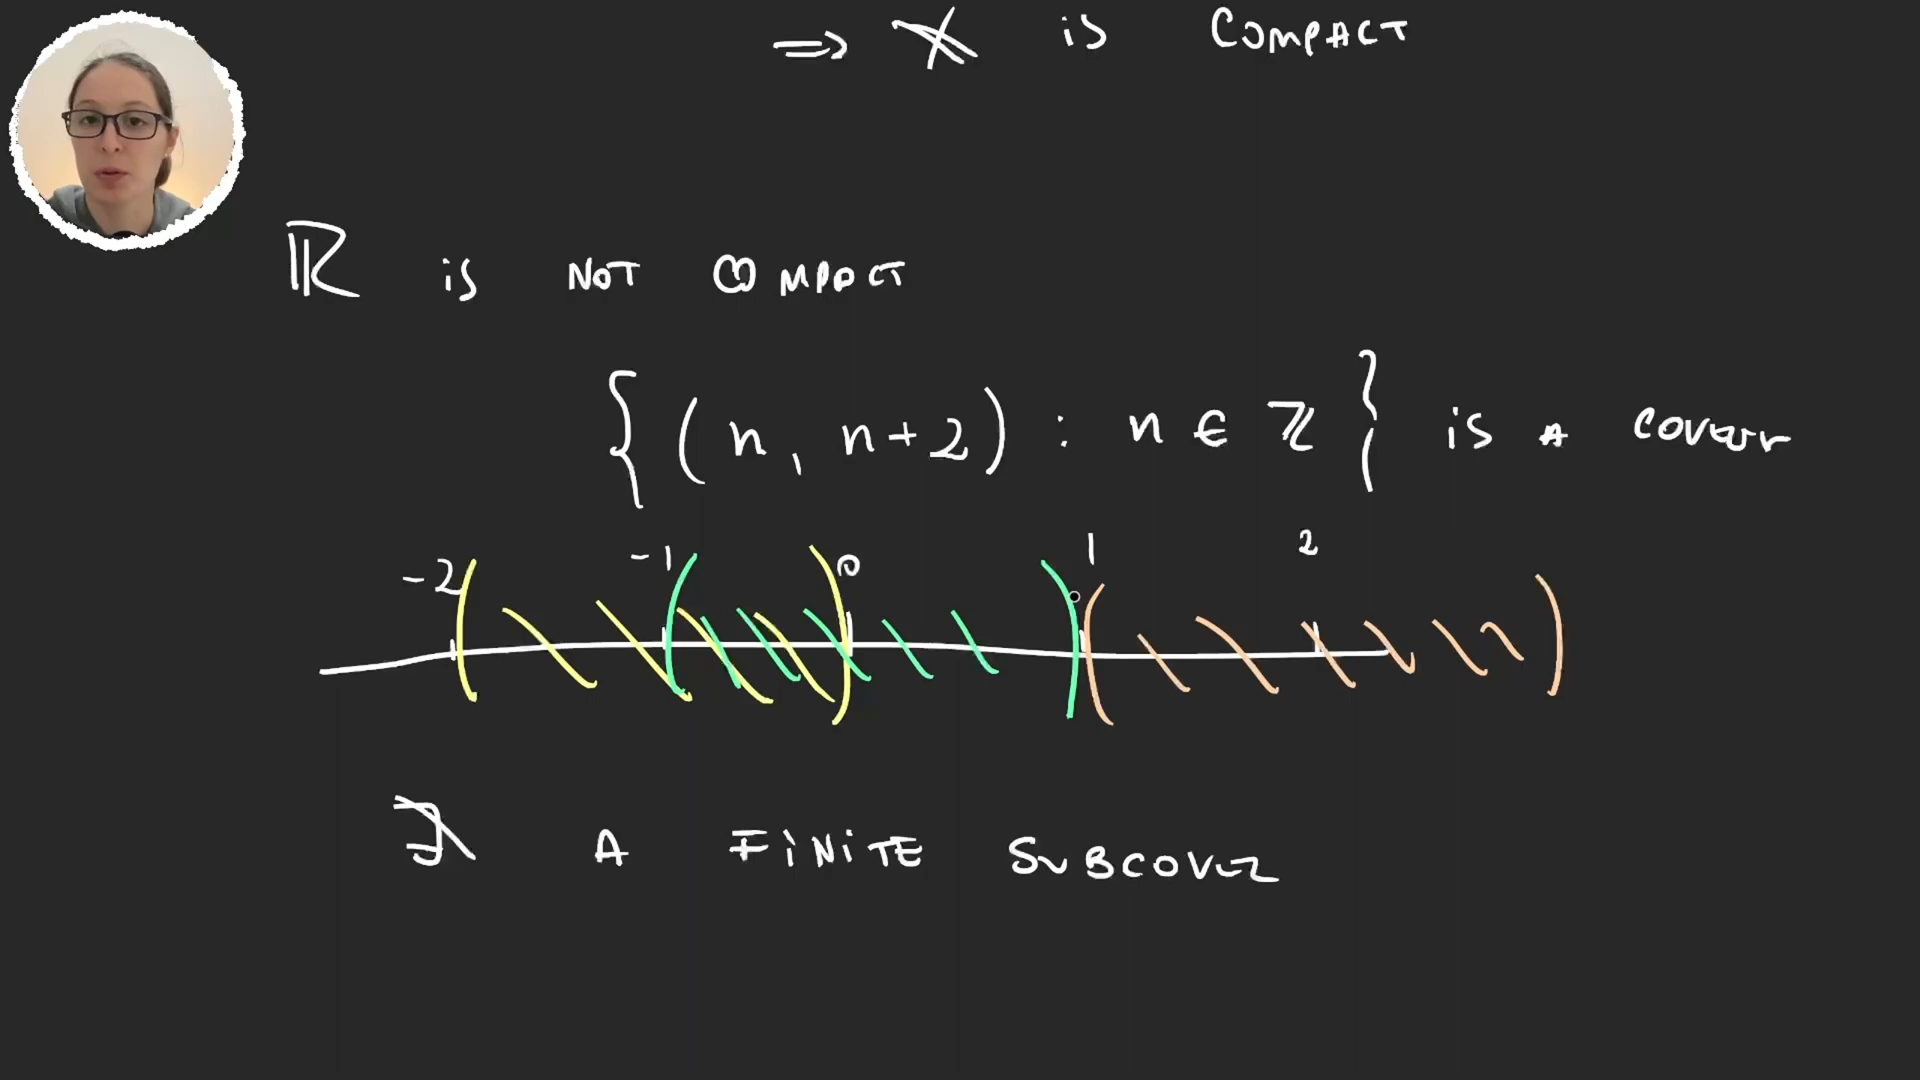 ⇒ X is COMPACT
ℝ is NOT COMPACT
{ (n, n+2) : n ∈ ℤ } is A cover
-2 -1 0 1 2
∄ A FINITE SUBCOVER